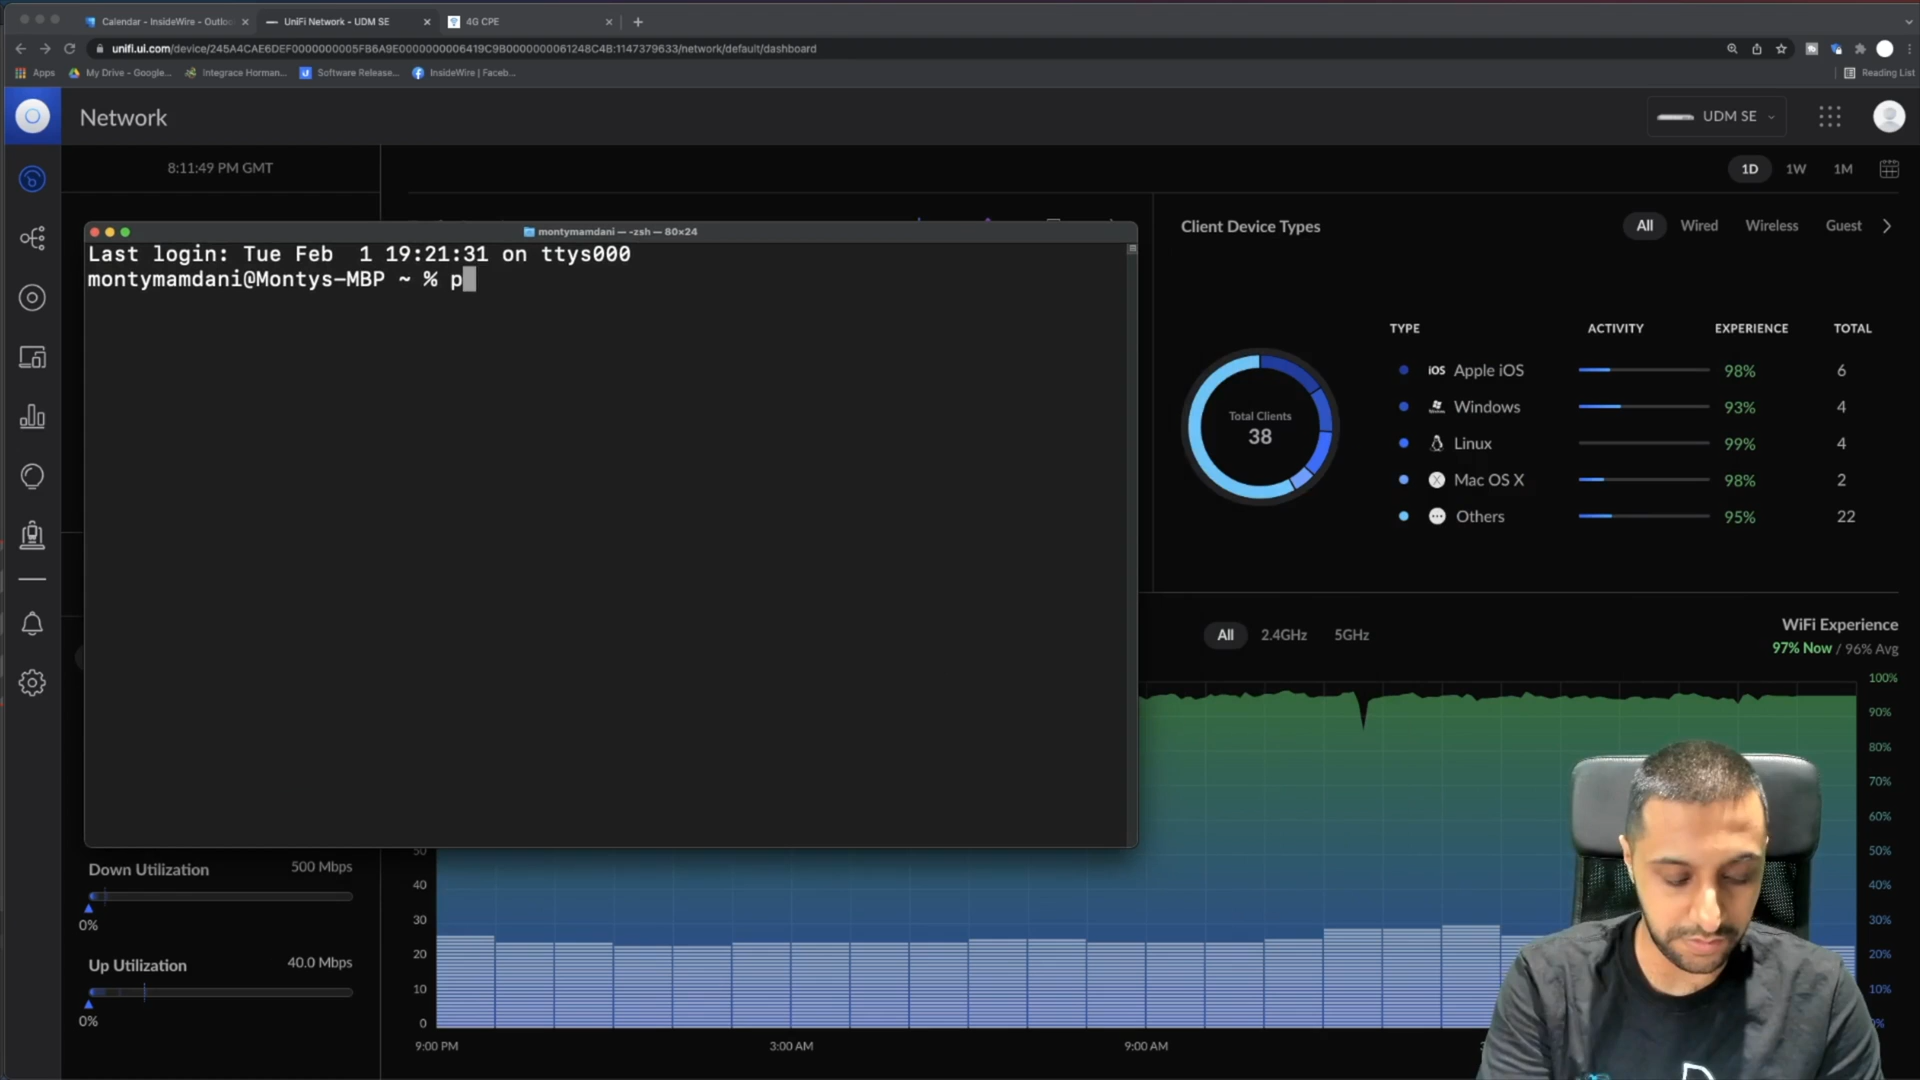 Calendar - InsideWire - Outlo
UniFi Network - UDM SE
4G CPE
unifi.ui.com/device/245A4CAE6DEF0000000005FB6A9E0000000006419C9B0000000061248C4B:1147379633/network/default/dashboard
Apps
My Drive - Google...
Integrace Horman...
Software Release...
InsideWire | Faceb...
Reading List
Network
UDM SE
8:11:49 PM GMT
1D 1W 1M
montymamdani — -zsh — 80×24
Last login: Tue Feb  1 19:21:31 on ttys000
montymamdani@Montys-MBP ~ % p
Client Device Types
All Wired Wireless Guest
Total Clients
38
TYPE ACTIVITY EXPERIENCE TOTAL
iOS Apple iOS 98% 6
Windows 93% 4
Linux 99% 4
Mac OS X 98% 2
Others 95% 22
All 2.4GHz 5GHz
WiFi Experience
97% Now / 96% Avg
100%
90%
80%
70%
60%
50%
40%
30%
20%
10%
Down Utilization 500 Mbps
0%
Up Utilization 40.0 Mbps
0%
50
40
30
20
10
0
9:00 PM 3:00 AM 9:00 AM